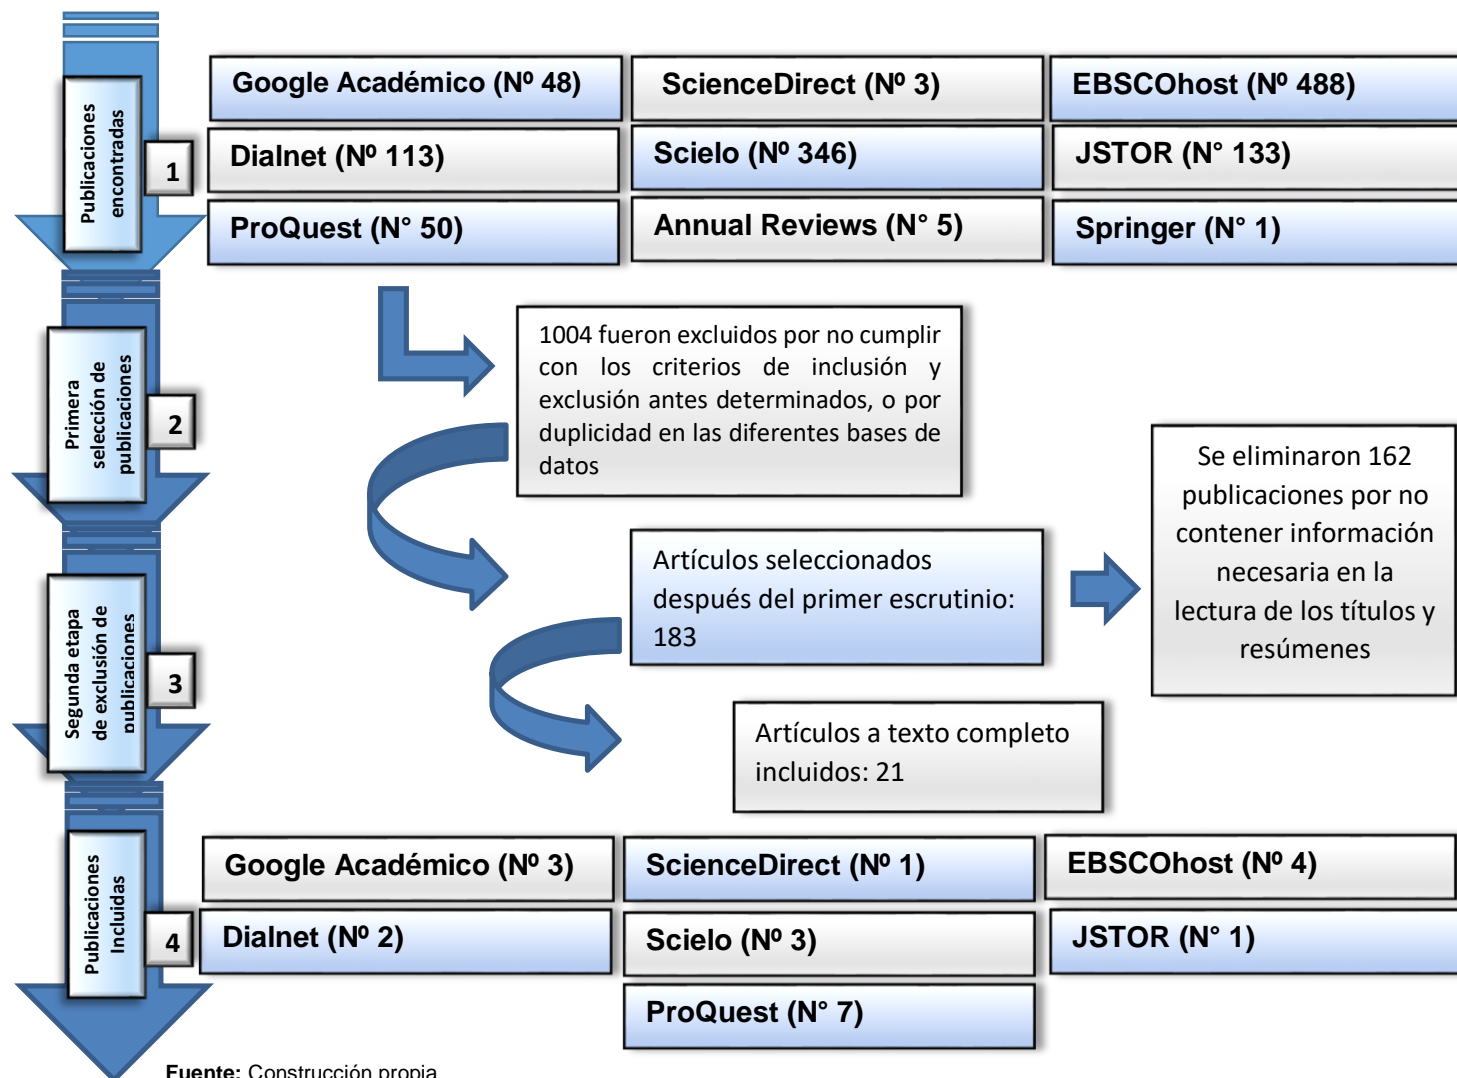 Publicaciones
encontradas
1
Google Académico (Nº 48)
ScienceDirect (Nº 3)
EBSCOhost (Nº 488)
Dialnet (Nº 113)
Scielo (Nº 346)
JSTOR (N° 133)
ProQuest (N° 50)
Annual Reviews (N° 5)
Springer (N° 1)
Primera
selección de
publicaciones
2
1004 fueron excluidos por no cumplir
con los criterios de inclusión y
exclusión antes determinados, o por
duplicidad en las diferentes bases de
datos
Segunda etapa
de exclusión de
publicaciones
3
Artículos seleccionados
después del primer escrutinio:
183
Se eliminaron 162
publicaciones por no
contener información
necesaria en la
lectura de los títulos y
resúmenes
Artículos a texto completo
incluidos: 21
Publicaciones
Incluidas
4
Google Académico (Nº 3)
ScienceDirect (Nº 1)
EBSCOhost (Nº 4)
Dialnet (Nº 2)
Scielo (Nº 3)
JSTOR (N° 1)
ProQuest (N° 7)
Fuente: Construcción propia